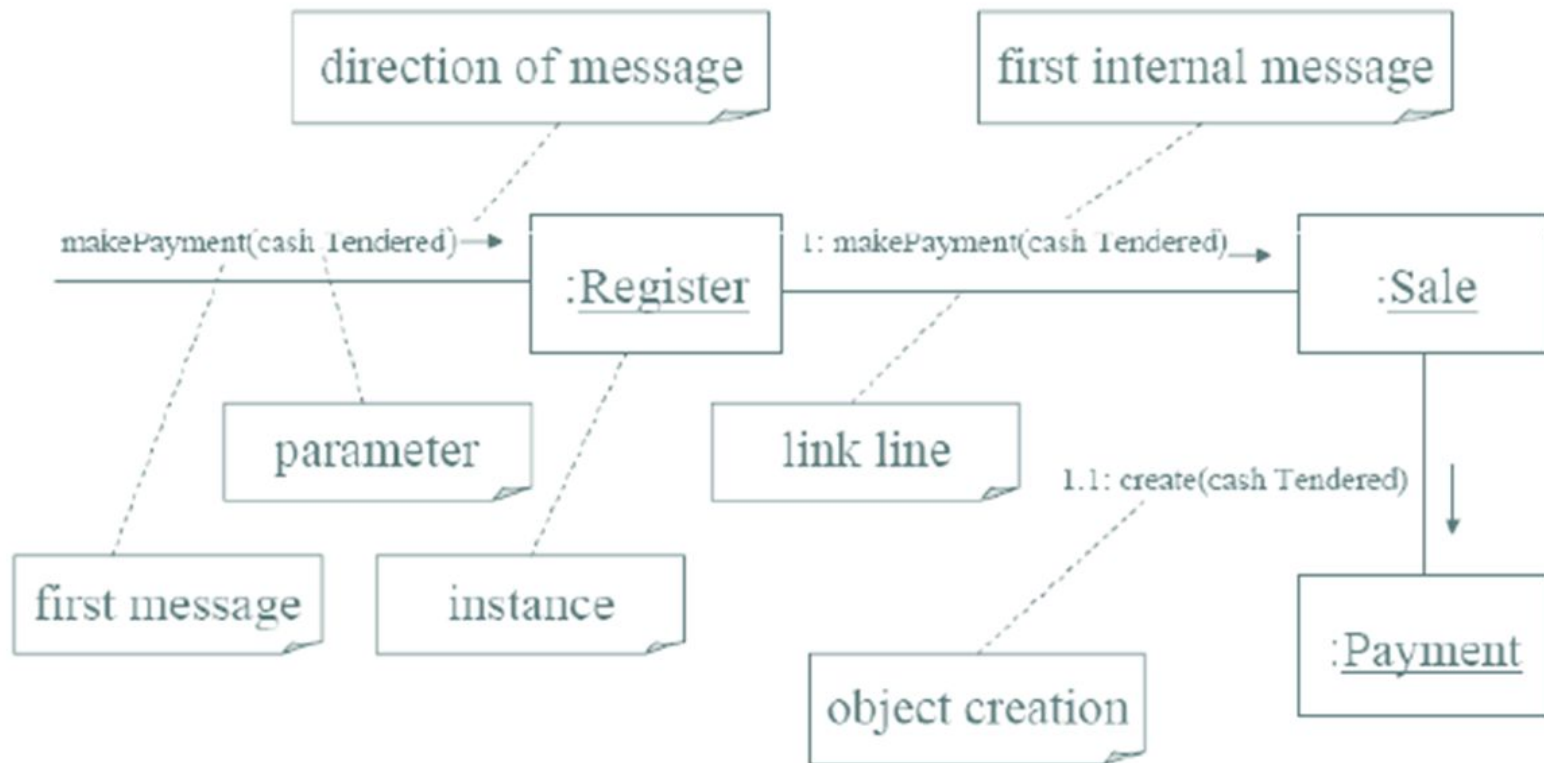 direction of message
first internal message
makePayment(cash Tendered)
1: makePayment(cash Tendered)
:Register
:Sale
parameter
link line
1.1: create(cash Tendered)
first message
instance
:Payment
object creation